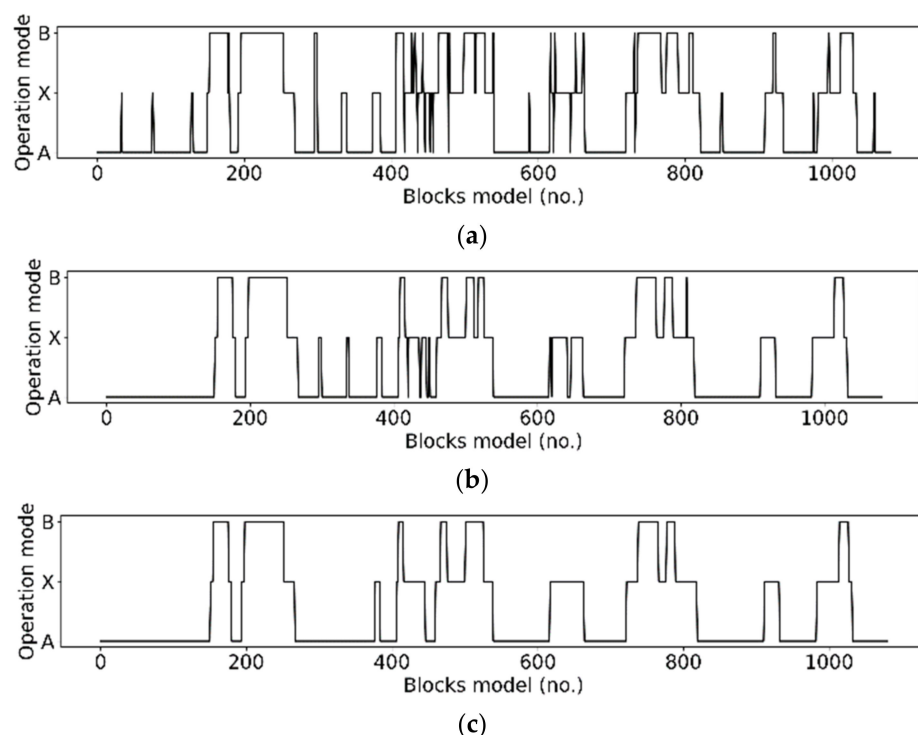 Operation mode
B
X
A
0 200 400 600 800 1000
Blocks model (no.)
(a)
Operation mode
B
X
A
0 200 400 600 800 1000
Blocks model (no.)
(b)
Operation mode
B
X
A
0 200 400 600 800 1000
Blocks model (no.)
(c)